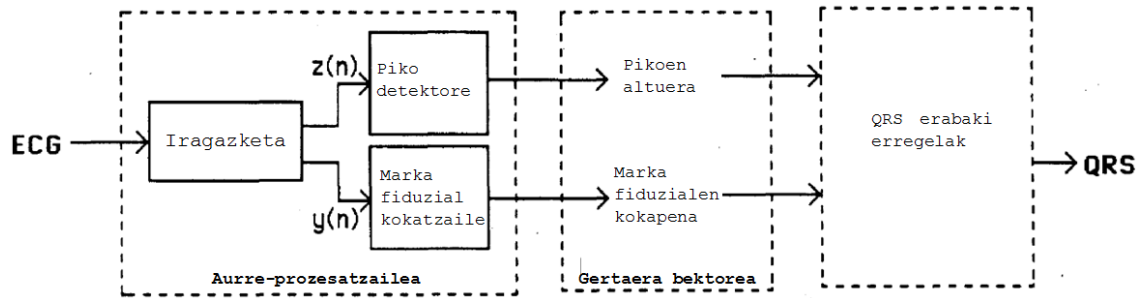 ECG
Iragazketa
z(n)
y(n)
Piko
detektore
Marka
fiduzial
kokatzaile
Aurre-prozesatzailea
Pikoen
altuera
Marka
fiduzialen
kokapena
Gertaera bektorea
QRS erabaki
erregelak
QRS